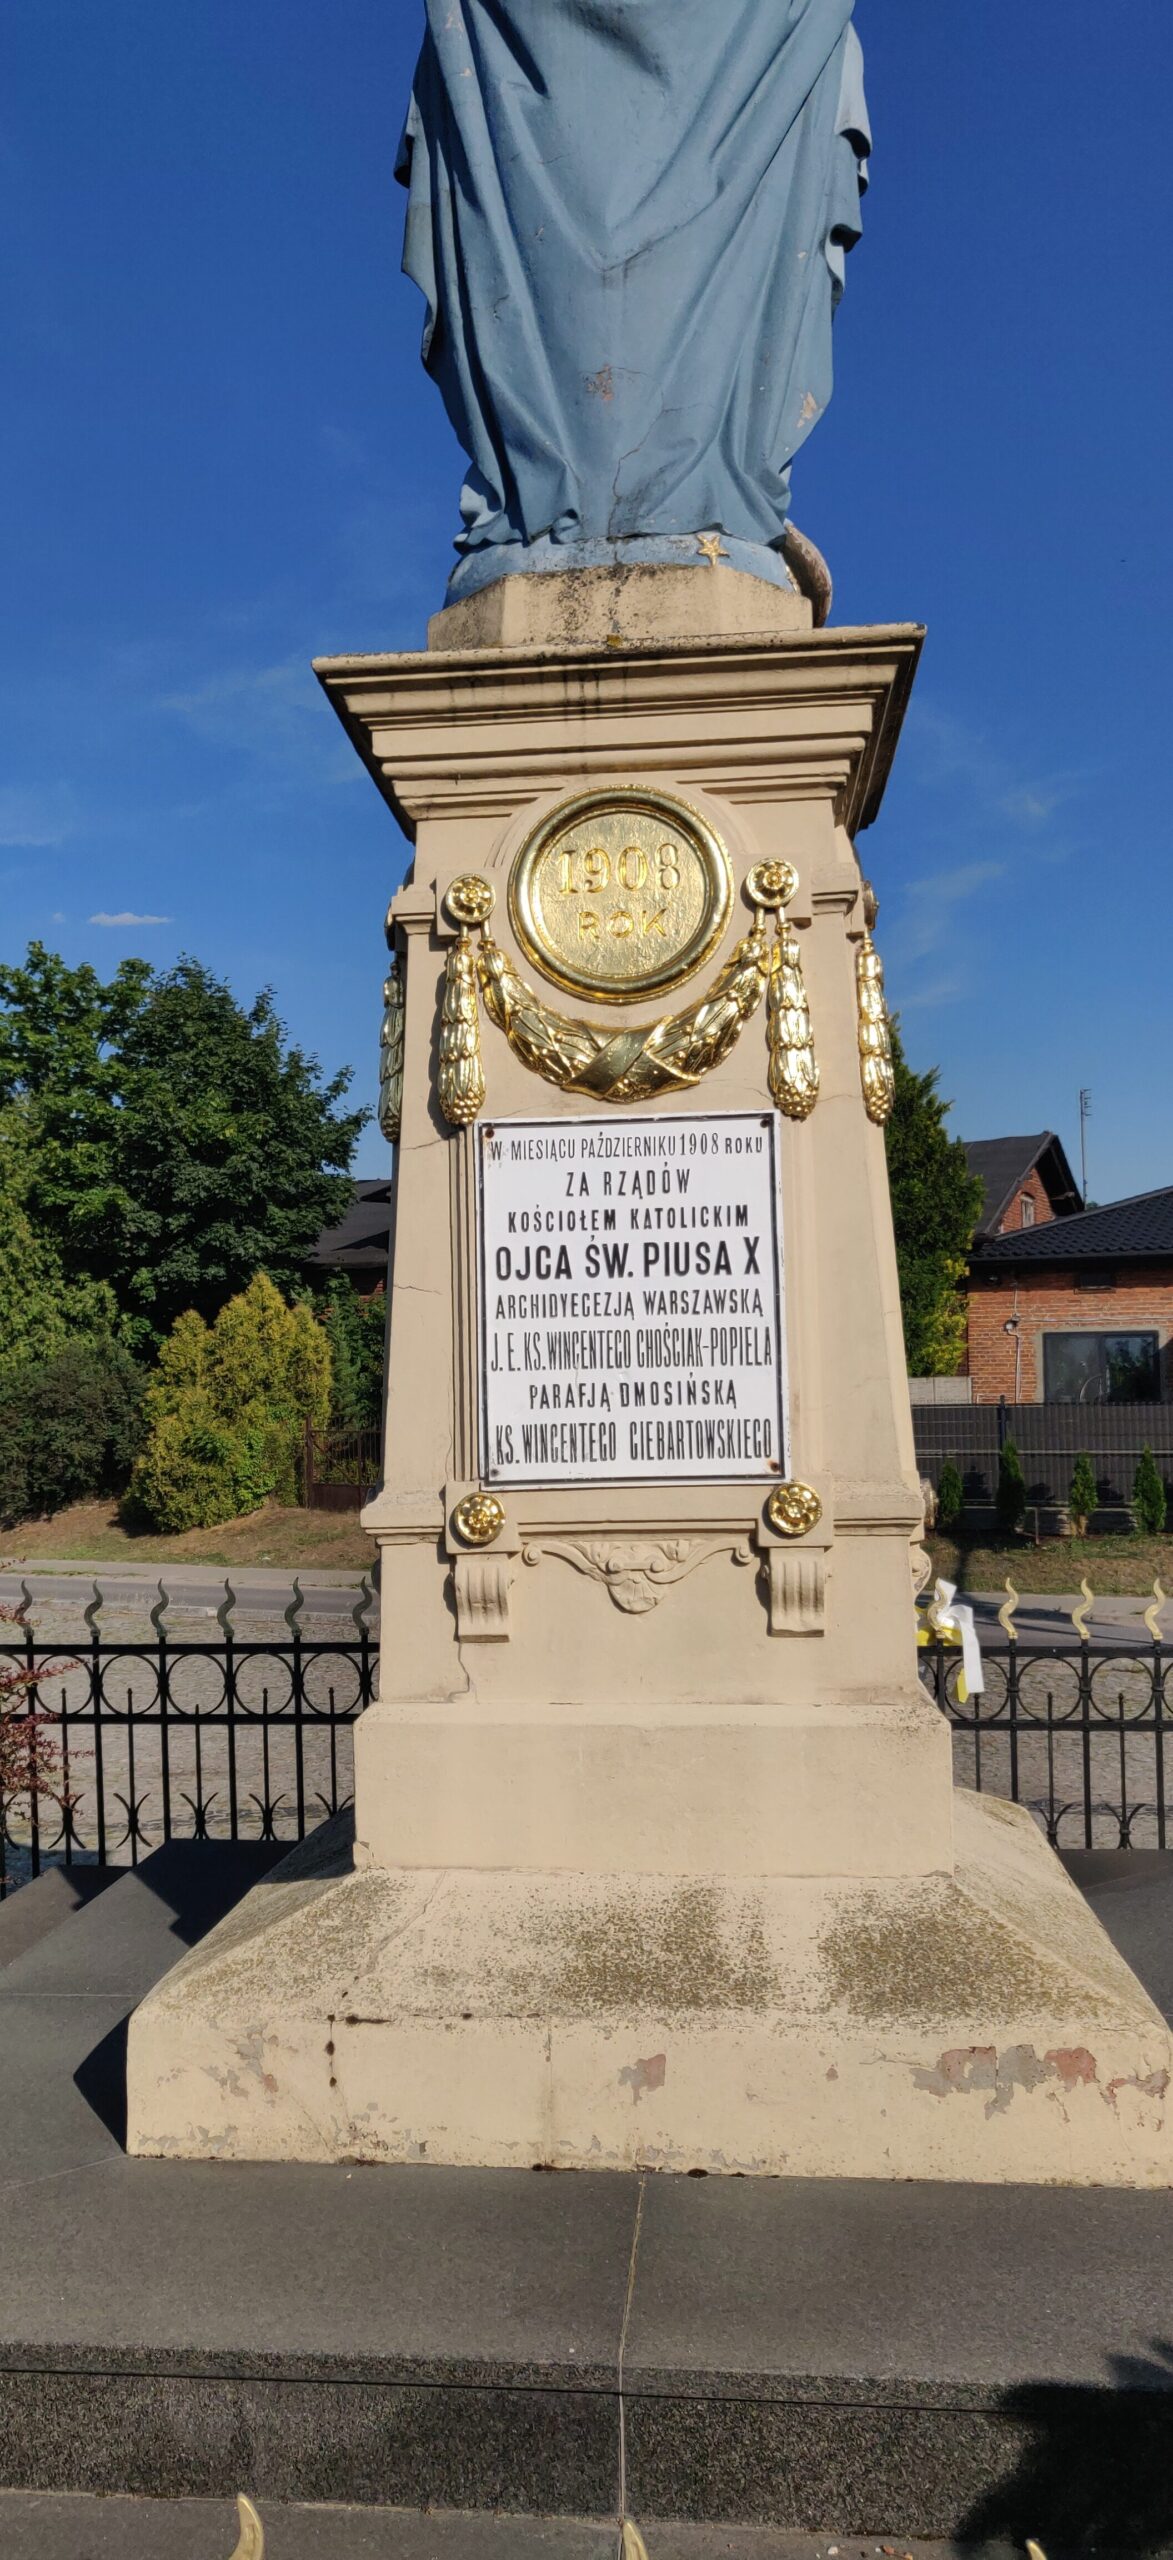 1908
ROK
W MIESIĄCU PAŹDZIERNIKU 1908 ROKU
ZA RZĄDÓW
KOŚCIOŁEM KATOLICKIM
OJCA ŚW. PIUSA X
ARCHIDYECEZJĄ WARSZAWSKĄ
J. E. KS. WINCENTEGO CHOŚCIAK-POPIELA
PARAFJĄ DMOSIŃSKĄ
KS. WINCENTEGO GIEBARTOWSKIEGO